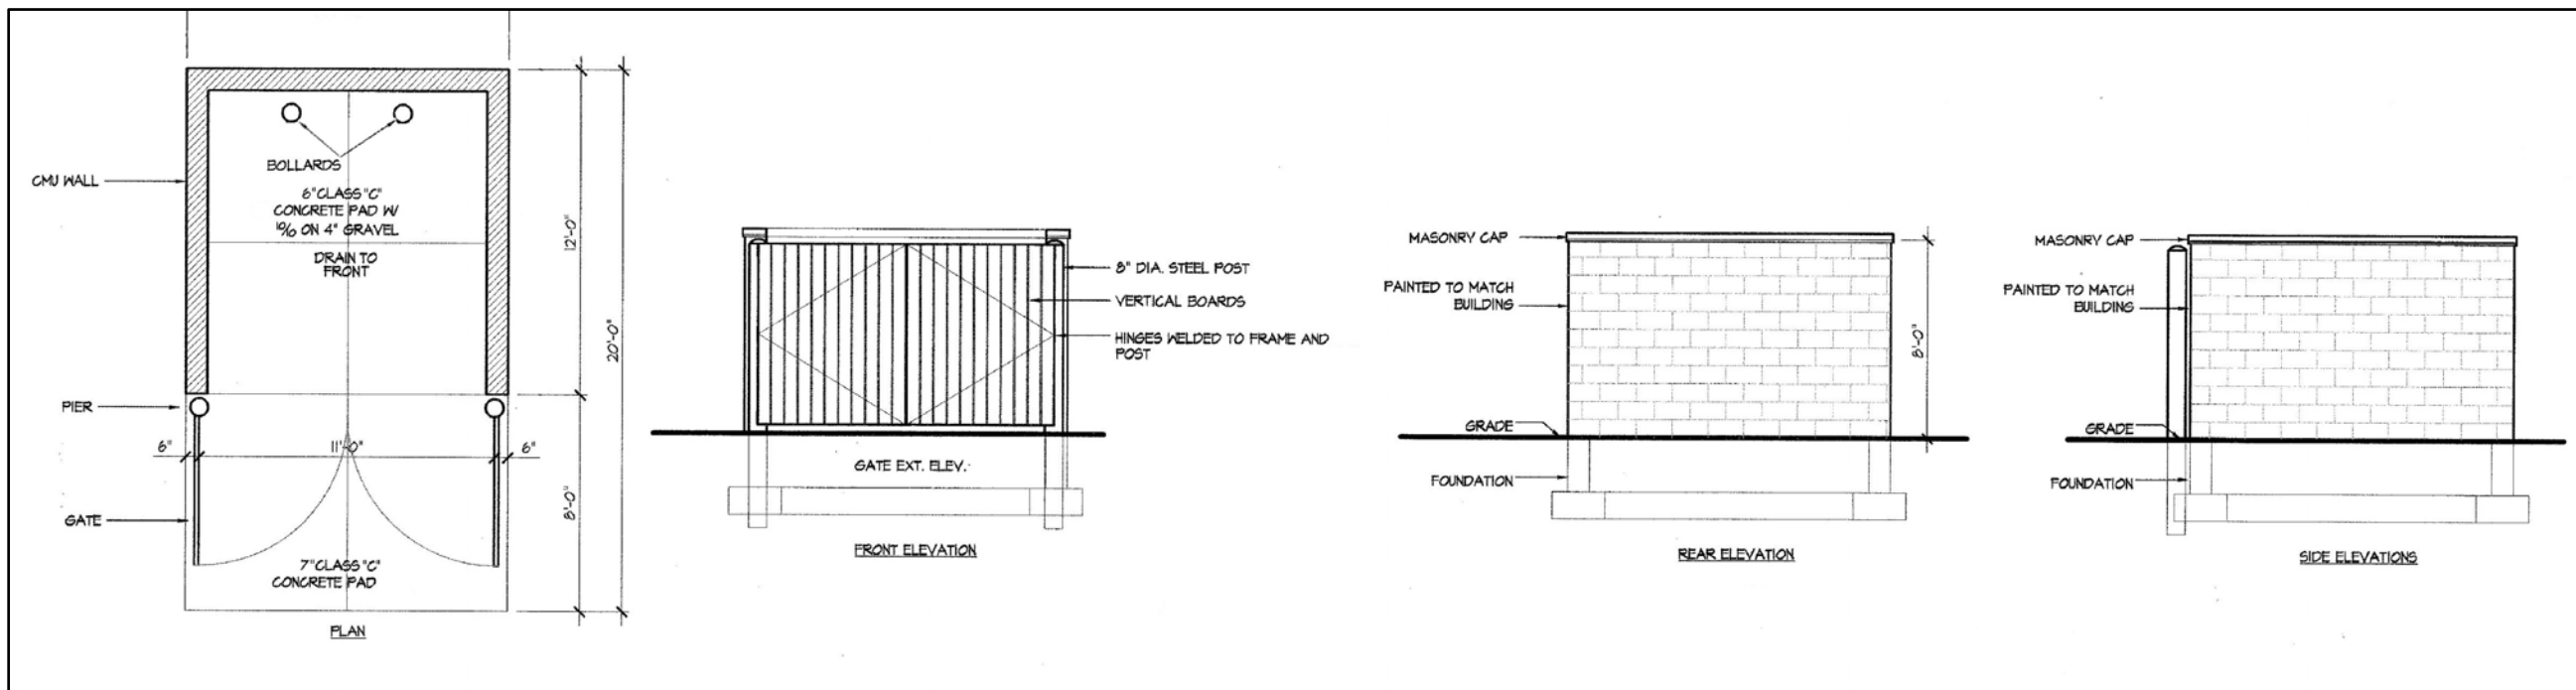 CMU WALL
BOLLARDS
6" CLASS "C"
CONCRETE PAD W/
10/10 ON 4" GRAVEL
DRAIN TO
FRONT
12'-0"
20'-0"
PIER
6"
11'-0"
6"
GATE
8'-0"
7" CLASS "C"
CONCRETE PAD
PLAN
8" DIA. STEEL POST
VERTICAL BOARDS
HINGES WELDED TO FRAME AND
POST
GATE EXT. ELEV.
FRONT ELEVATION
MASONRY CAP
PAINTED TO MATCH
BUILDING
8'-0"
GRADE
FOUNDATION
REAR ELEVATION
MASONRY CAP
PAINTED TO MATCH
BUILDING
GRADE
FOUNDATION
SIDE ELEVATIONS